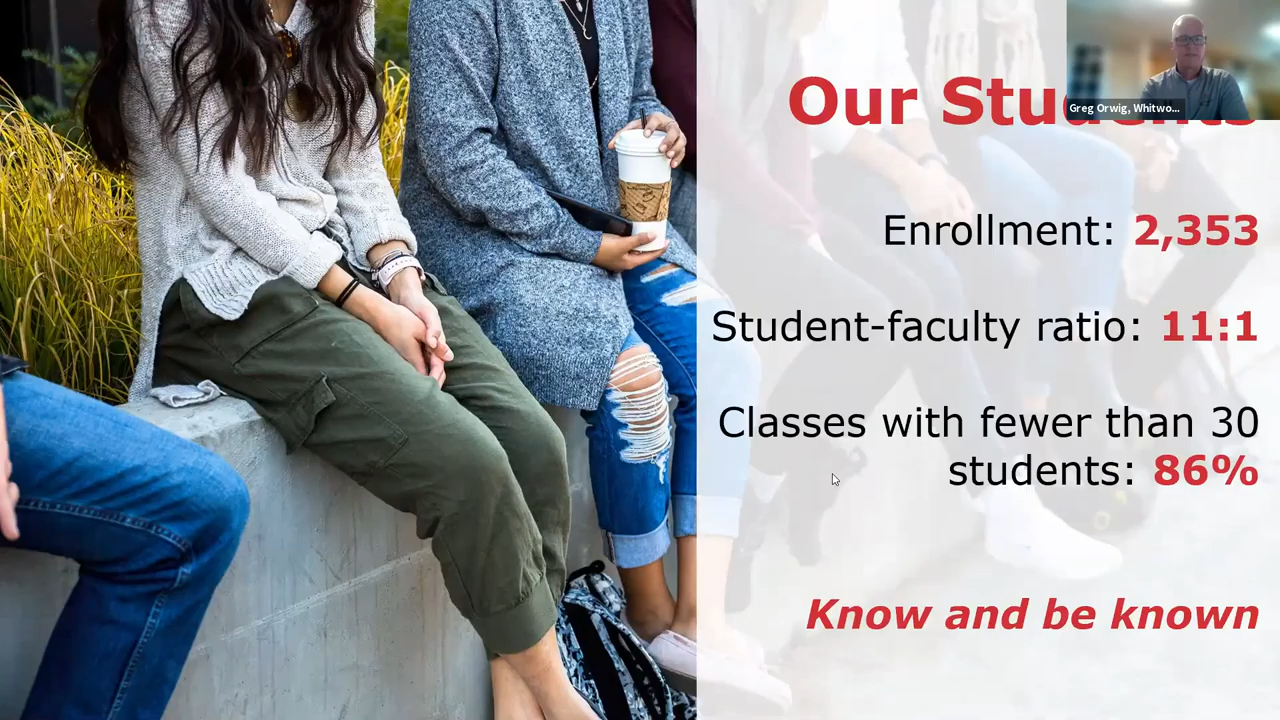 Our Students
Greg Orwig, Whitwo...
Enrollment: 2,353
Student-faculty ratio: 11:1
Classes with fewer than 30
students: 86%
Know and be known